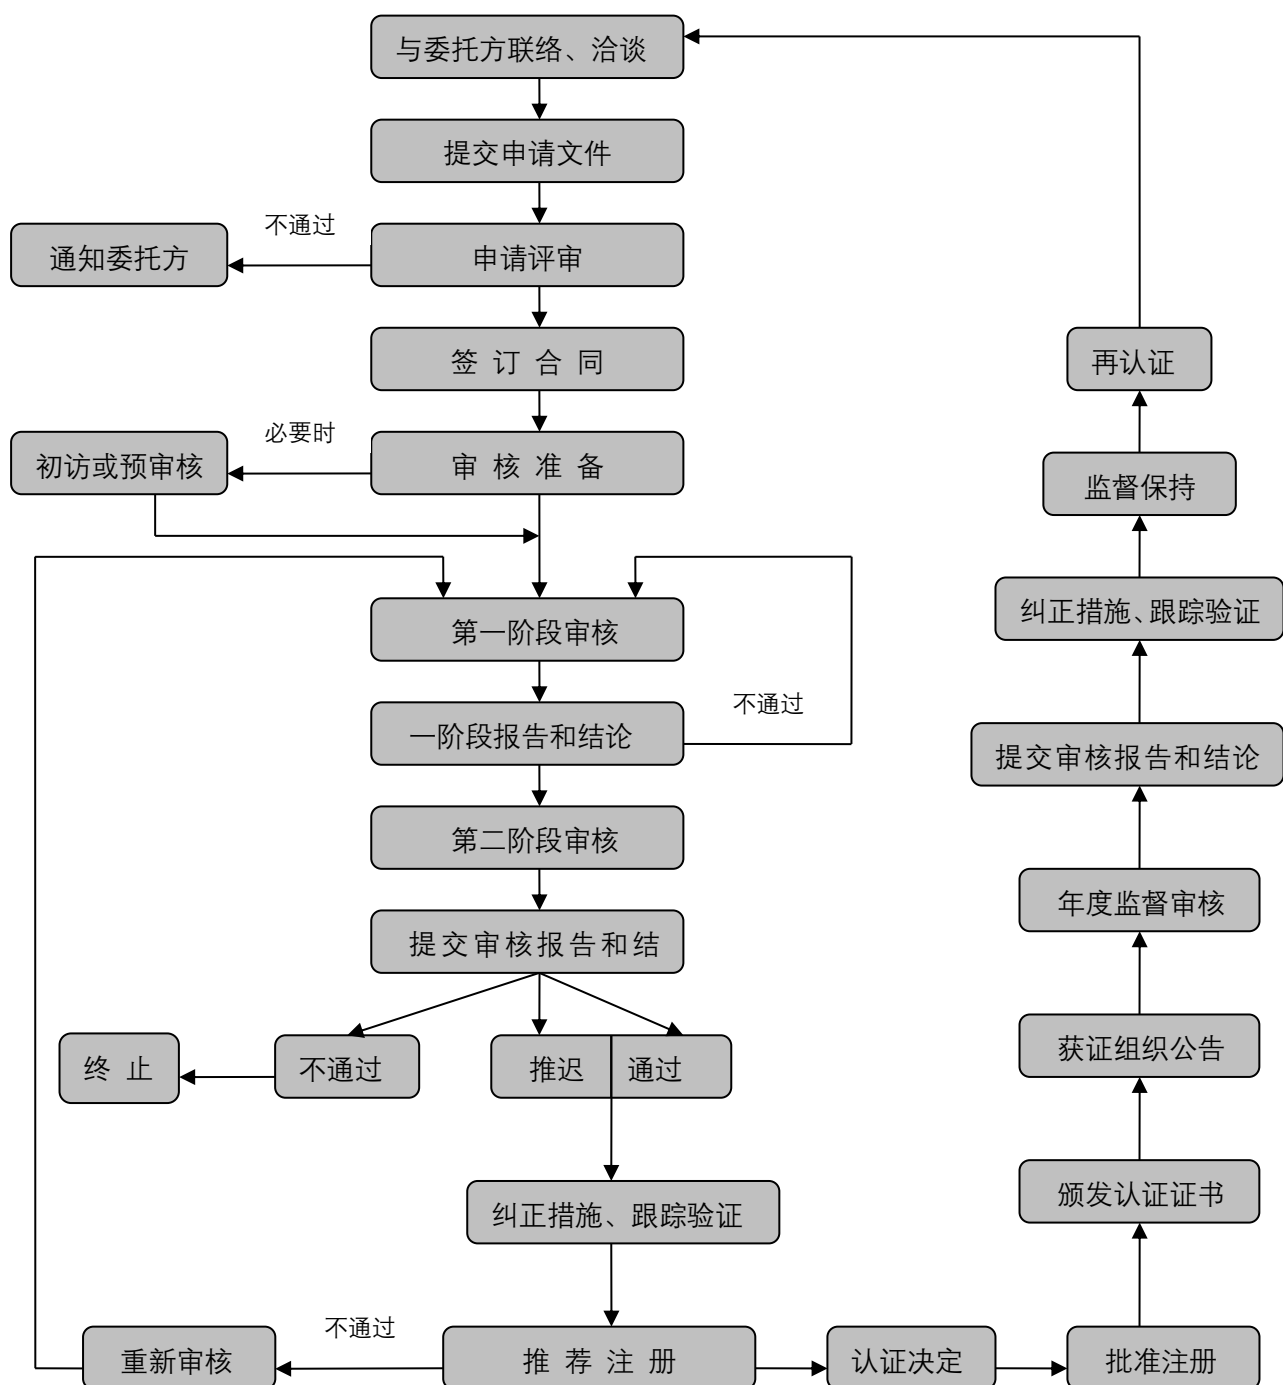 与委托方联络、洽谈
提交申请文件
不通过
通知委托方
申请评审
签 订 合 同
再认证
必要时
初访或预审核
审 核 准 备
监督保持
第一阶段审核
纠正措施、跟踪验证
不通过
一阶段报告和结论
提交审核报告和结论
第二阶段审核
年度监督审核
提交审核报告和结
终 止
不通过
推迟
通过
获证组织公告
纠正措施、跟踪验证
颁发认证证书
不通过
重新审核
推 荐 注 册
认证决定
批准注册